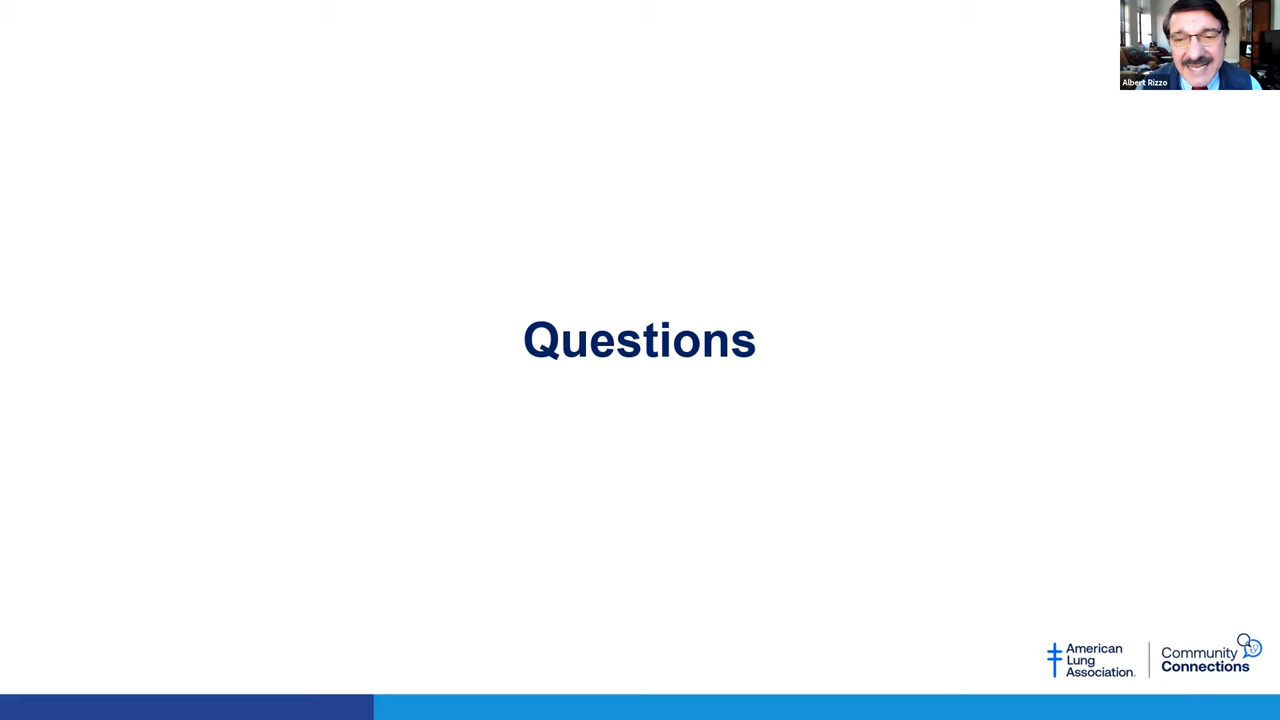 Albert Rizzo
Questions
American
Lung
Association.
Community
Connections